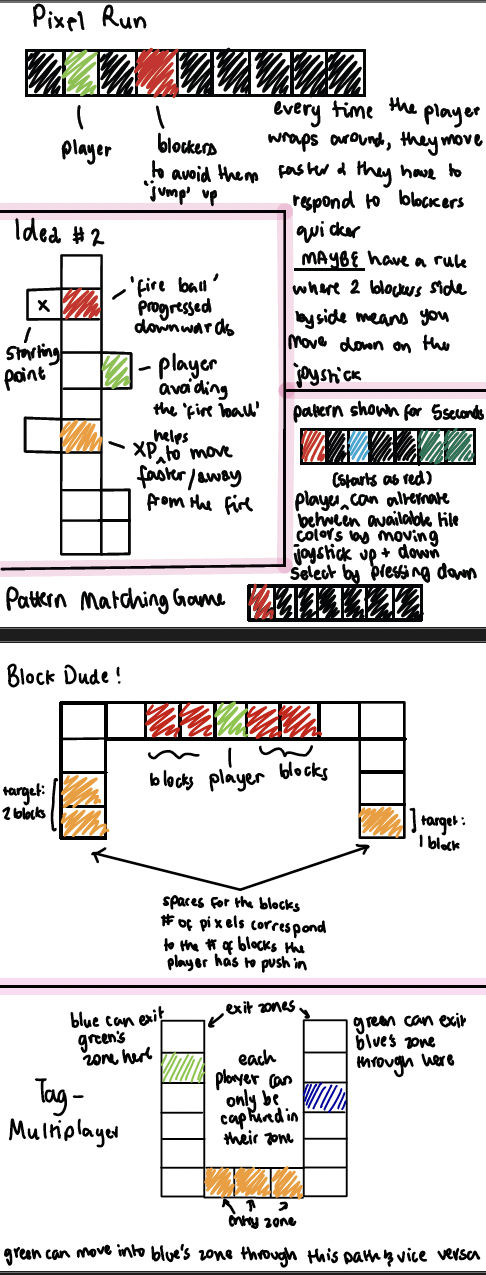 Pixel Run
player
blockers
to avoid them
'jump' up
every time the player
wraps around, they move
faster & they have to
respond to blockers
quicker
MAYBE have a rule
where 2 blockers side
by side means you
move down on the
joystick
Idea #2
x
starting
point
'fire ball'
progressed
downwards
player
avoiding
the 'fire ball'
helps
XP ^ to move
faster/away
from the fire
pattern shown for 5 seconds
(starts as red)
player ^ can alternate
between available tile
colors by moving
joystick up + down
select by pressing down
Pattern Matching Game
Block Dude!
blocks
player
blocks
target:
2 blocks
target:
1 block
spaces for the blocks
# of pixels correspond
to the # of blocks the
player has to push in
Tag -
Multiplayer
blue can exit
green's
zone here
exit zones
green can exit
blue's zone
through here
each
player can
only be
captured in
their zone
entry zone
green can move into blue's zone through this path & vice versa